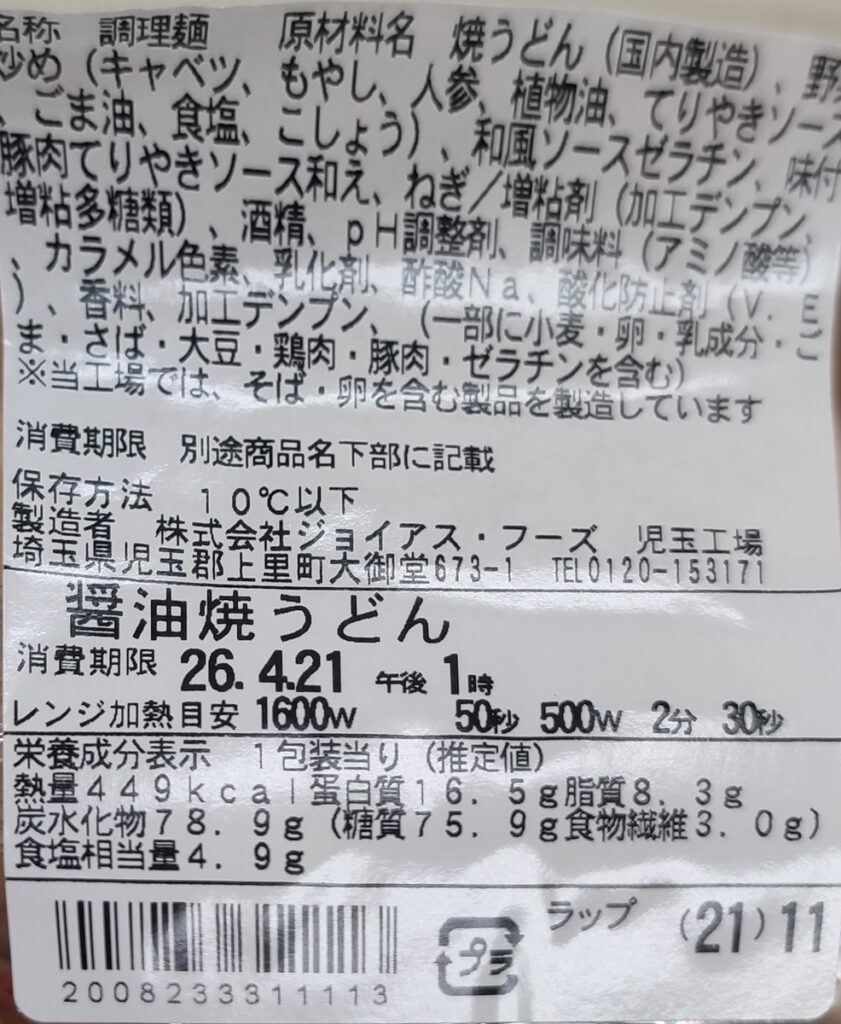 名称 調理麺 原材料名 焼うどん（国内製造）、野菜
炒め（キャベツ、もやし、人参、植物油、てりやきソース
、ごま油、食塩、こしょう）、和風ソースゼラチン、味付
豚肉てりやきソース和え、ねぎ／増粘剤（加工デンプン、
増粘多糖類）、酒精、ｐＨ調整剤、調味料（アミノ酸等）
、カラメル色素、乳化剤、酢酸Ｎａ、酸化防止剤（Ｖ．Ｅ
）、香料、加工デンプン、（一部に小麦・卵・乳成分・ご
ま・さば・大豆・鶏肉・豚肉・ゼラチンを含む）
※当工場では、そば・卵を含む製品を製造しています
消費期限 別途商品名下部に記載
保存方法 １０℃以下
製造者 株式会社ジョイアス・フーズ 児玉工場
埼玉県児玉郡上里町大御堂673-1 TEL0120-153171
醤油焼うどん
消費期限 26. 4.21 午後 1時
レンジ加熱目安 1600W 50秒 500W 2分 30秒
栄養成分表示 １包装当り（推定値）
熱量４４９ｋｃａｌ蛋白質１６．５ｇ脂質８．３ｇ
炭水化物７８．９ｇ（糖質７５．９ｇ食物繊維３．０ｇ）
食塩相当量４．９ｇ
プラ ラップ (21) 11
2008233311113